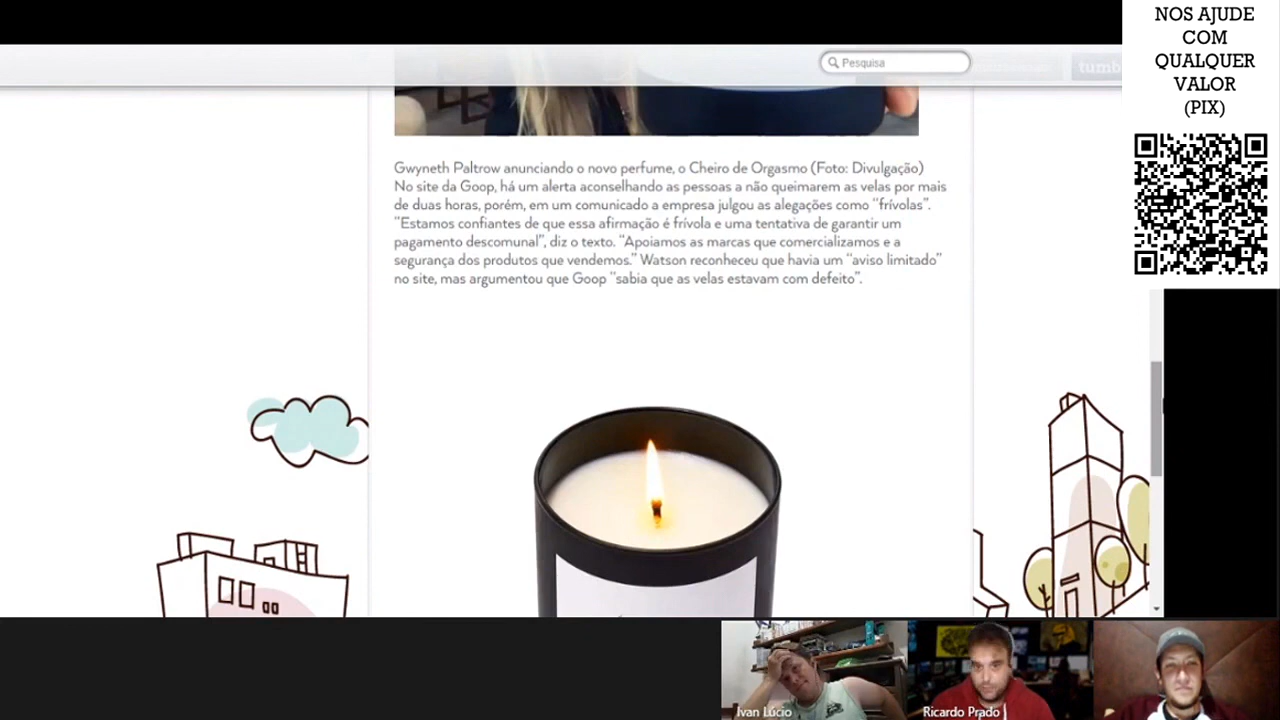 NOS AJUDE
COM
QUALQUER
VALOR
(PIX)
Pesquisa
tumb
Gwyneth Paltrow anunciando o novo perfume, o Cheiro de Orgasmo (Foto: Divulgação)
No site da Goop, há um alerta aconselhando as pessoas a não queimarem as velas por mais
de duas horas, porém, em um comunicado a empresa julgou as alegações como “frívolas”.
“Estamos confiantes de que essa afirmação é frívola e uma tentativa de garantir um
pagamento descomunal”, diz o texto. “Apoiamos as marcas que comercializamos e a
segurança dos produtos que vendemos.” Watson reconheceu que havia um “aviso limitado”
no site, mas argumentou que Goop “sabia que as velas estavam com defeito”.
Ivan Lúcio
Ricardo Prado